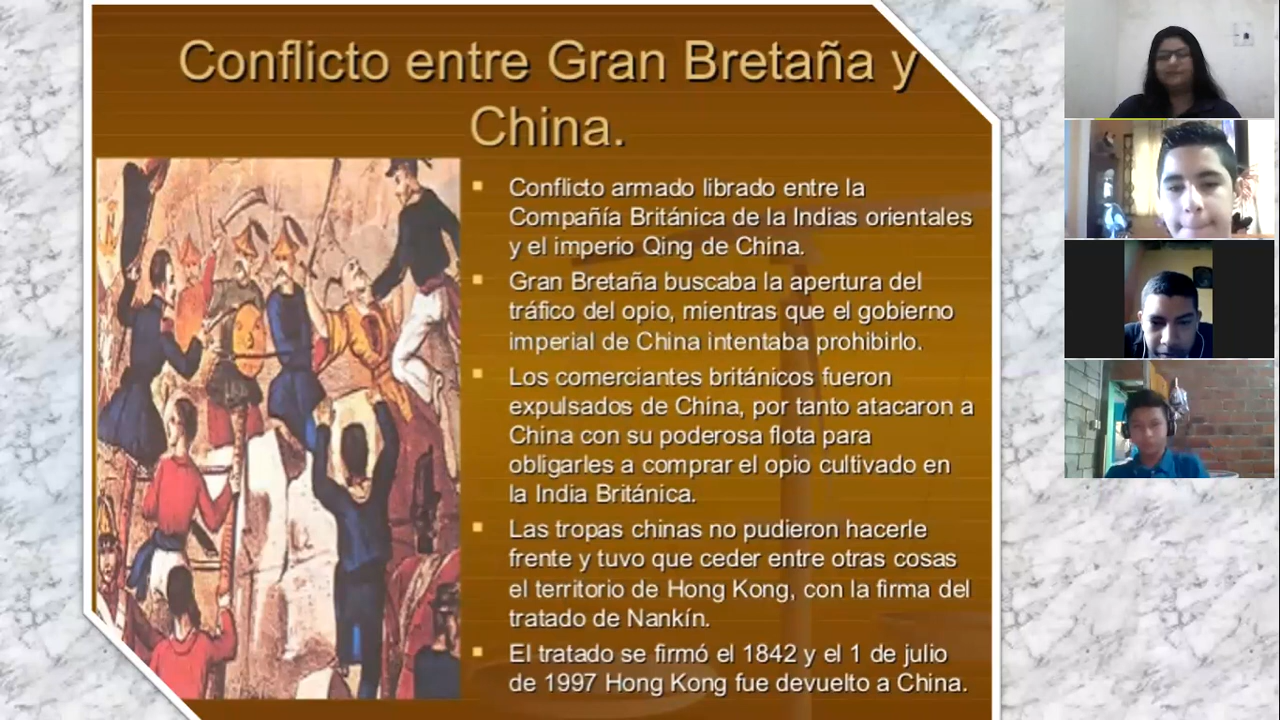 Conflicto entre Gran Bretaña y
China.
Conflicto armado librado entre la
Compañía Británica de la Indias orientales
y el imperio Qing de China.
Gran Bretaña buscaba la apertura del
tráfico del opio, mientras que el gobierno
imperial de China intentaba prohibirlo.
Los comerciantes británicos fueron
expulsados de China, por tanto atacaron a
China con su poderosa flota para
obligarles a comprar el opio cultivado en
la India Británica.
Las tropas chinas no pudieron hacerle
frente y tuvo que ceder entre otras cosas
el territorio de Hong Kong, con la firma del
tratado de Nankín.
El tratado se firmó el 1842 y el 1 de julio
de 1997 Hong Kong fue devuelto a China.